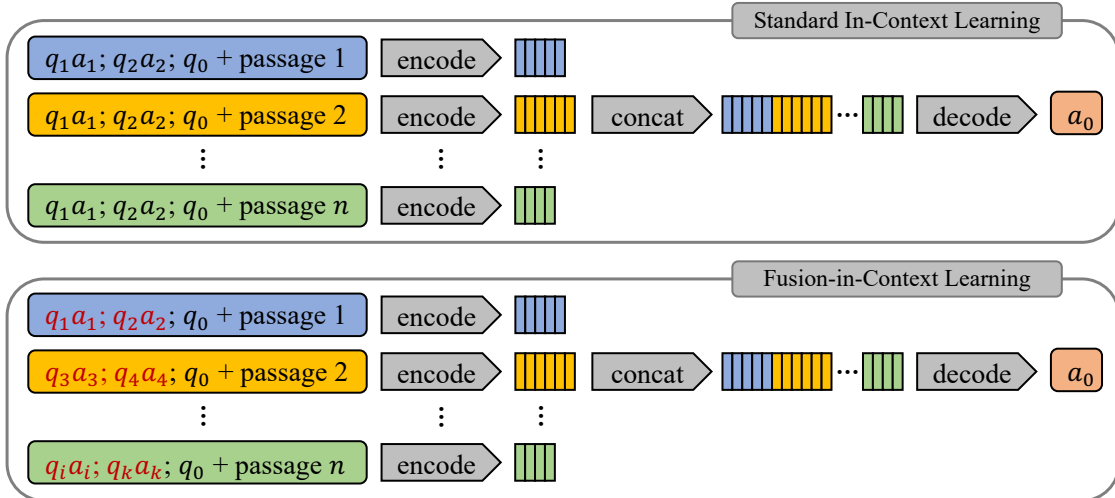 Standard In-Context Learning
q₁a₁; q₂a₂; q₀ + passage 1 encode
q₁a₁; q₂a₂; q₀ + passage 2 encode concat ··· decode a₀
⋮ ⋮ ⋮
q₁a₁; q₂a₂; q₀ + passage n encode
Fusion-in-Context Learning
q₁a₁; q₂a₂; q₀ + passage 1 encode
q₃a₃; q₄a₄; q₀ + passage 2 encode concat ··· decode a₀
⋮ ⋮ ⋮
qᵢaᵢ; qₖaₖ; q₀ + passage n encode